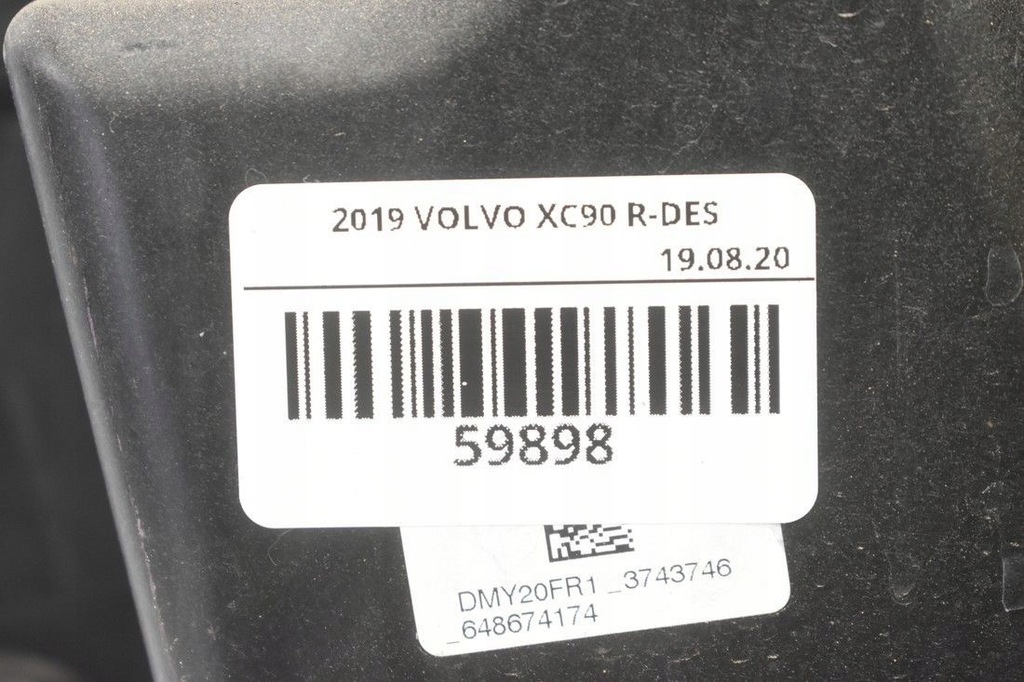 2019 VOLVO XC90 R-DES
19.08.20
59898
DMY20FR1 _3743746
_648674174